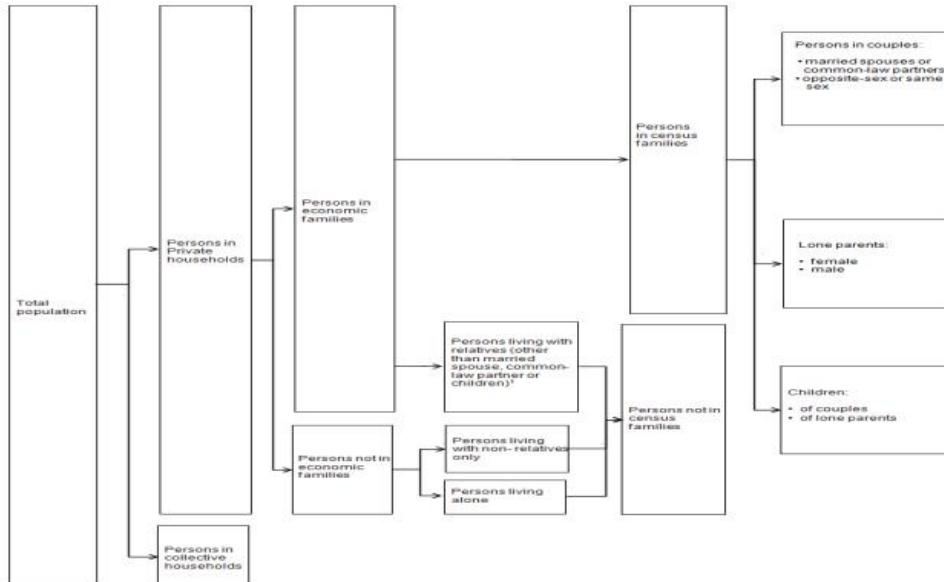 Total
population
Persons in
Private
households
Persons in
collective
households
Persons in
economic
families
Persons not in
economic
families
Persons living with
relatives (other
than married
spouse, common-
law partner or
children)¹
Persons living
with non- relatives
only
Persons living
alone
Persons
in census
families
Persons not in
census
families
Persons in couples:
• married spouses or
common-law partners
• opposite-sex or same
sex
Lone parents:
• female
• male
Children:
• of couples
• of lone parents